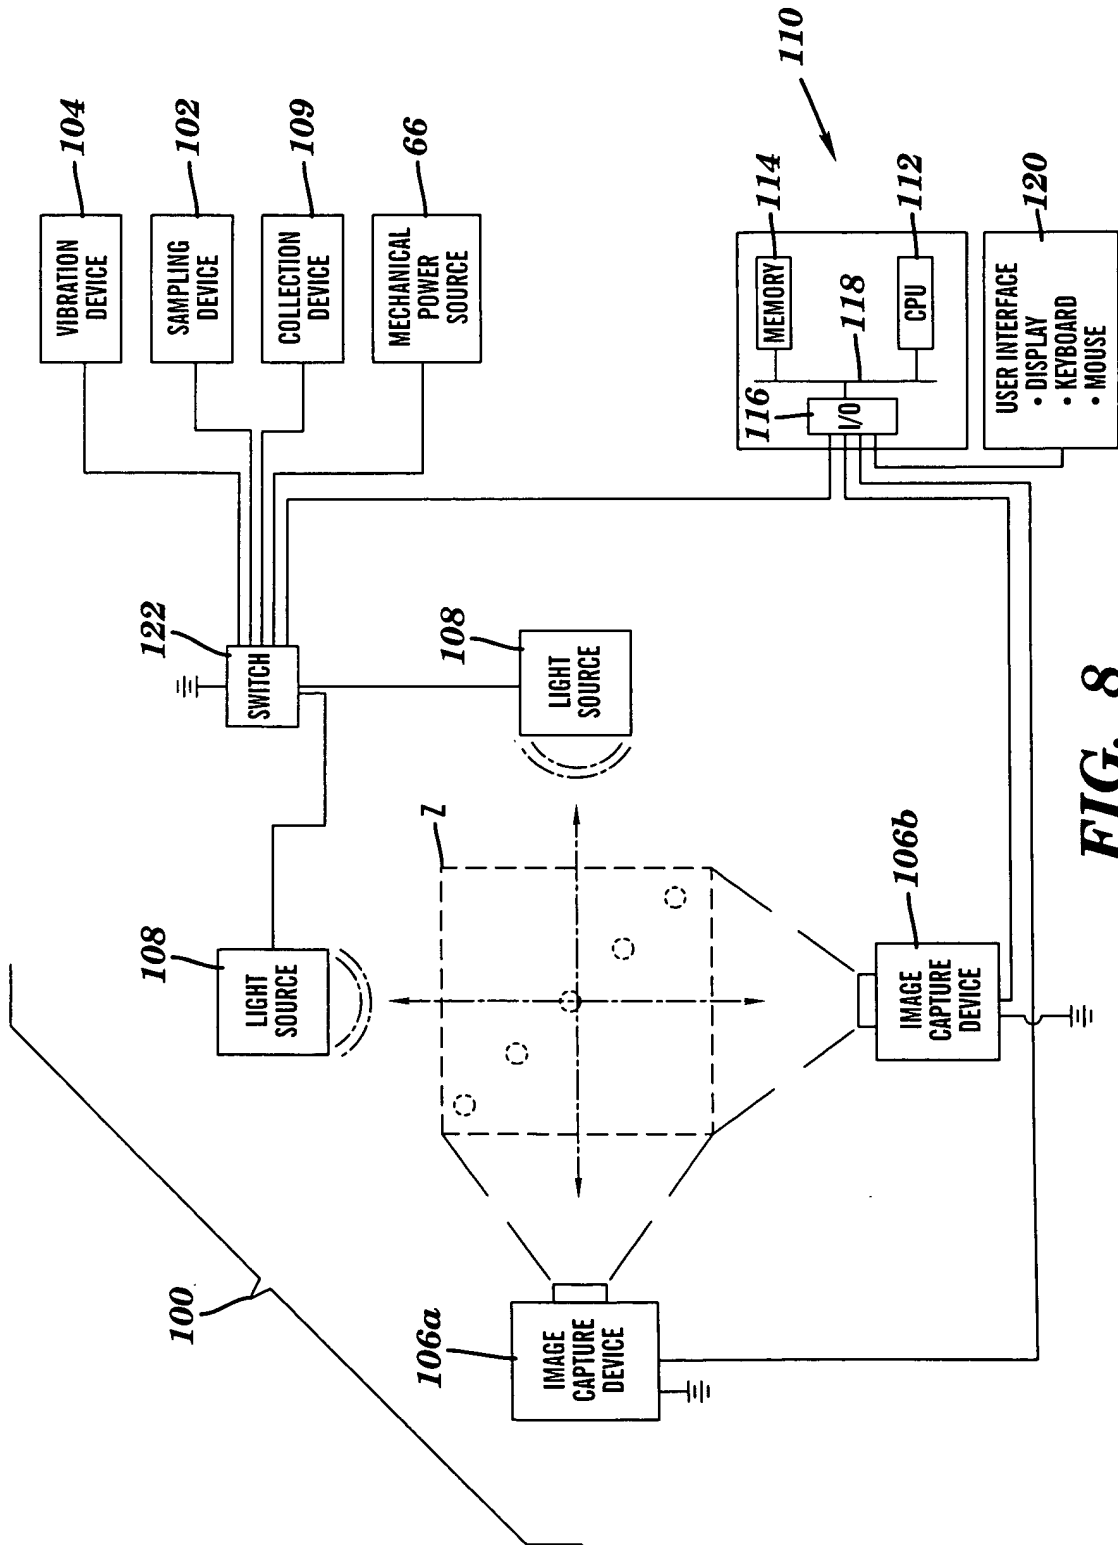 100
104
VIBRATION
DEVICE
102
SAMPLING
DEVICE
109
COLLECTION
DEVICE
66
MECHANICAL
POWER
SOURCE
122
SWITCH
108
LIGHT
SOURCE
108
LIGHT
SOURCE
Z
106a
IMAGE
CAPTURE
DEVICE
106b
IMAGE
CAPTURE
DEVICE
110
114
MEMORY
116
I/O
118
112
CPU
120
USER INTERFACE
• DISPLAY
• KEYBOARD
• MOUSE
FIG. 8